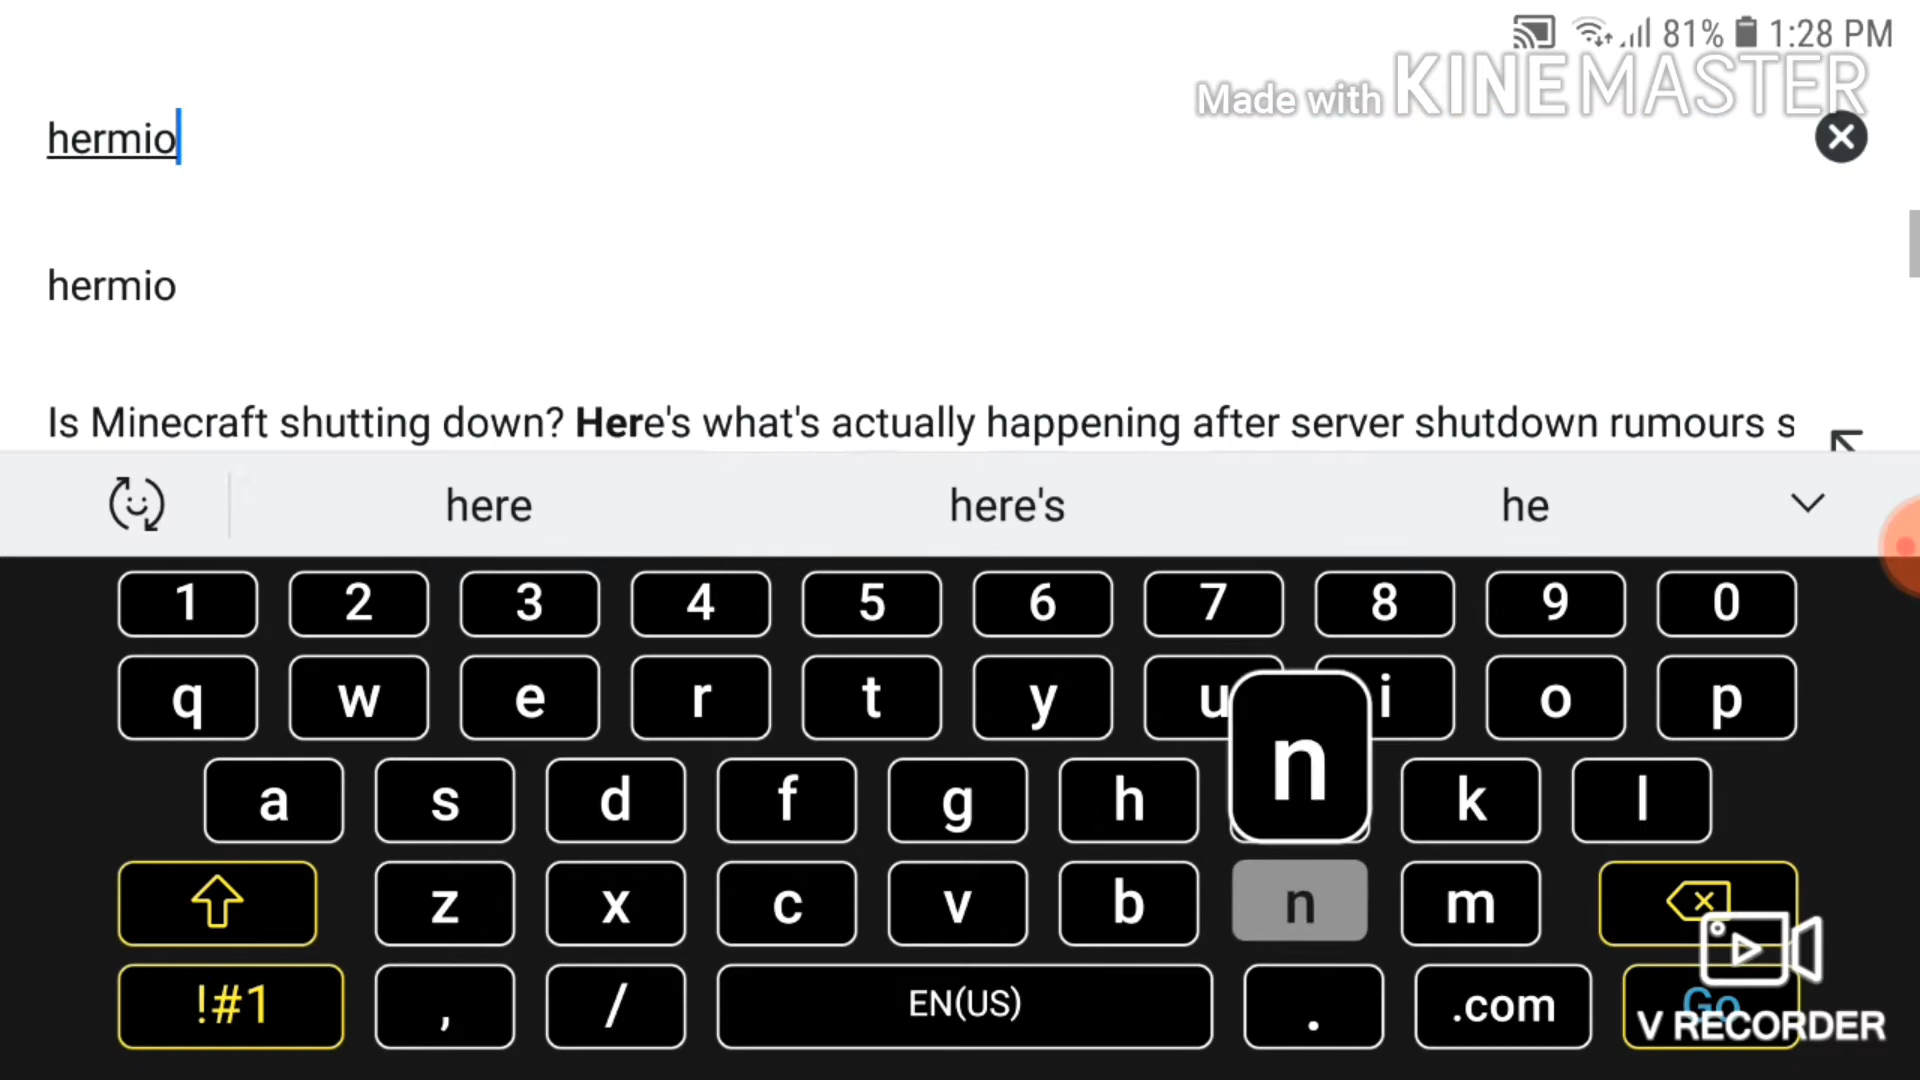 81% 1:28 PM
Made with KINEMASTER
hermio
hermio
Is Minecraft shutting down? Here's what's actually happening after server shutdown rumours s
here here's he
1 2 3 4 5 6 7 8 9 0
q w e r t y u i o p
n
a s d f g h k l
z x c v b n m
!#1 , / EN(US) . .com Go
V RECORDER